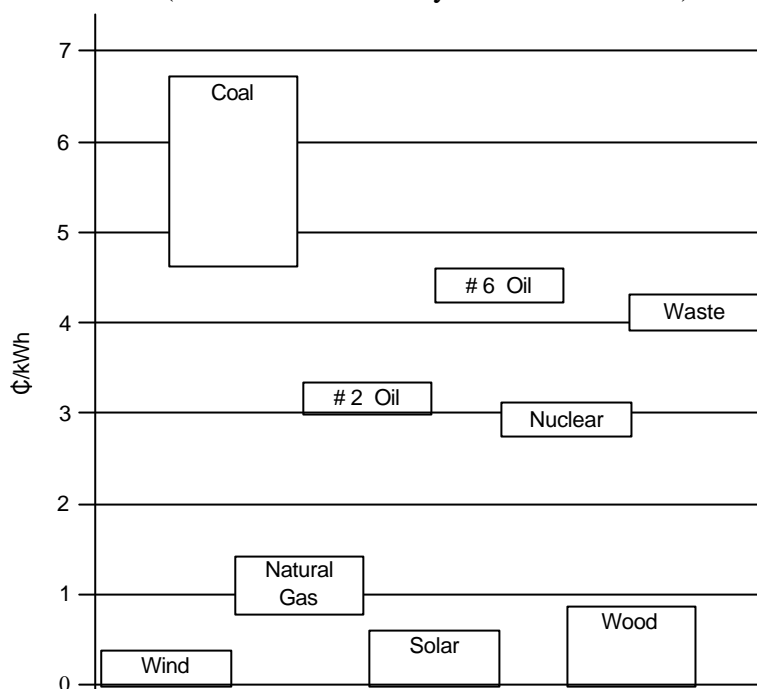 7
Coal
6
5
# 6 Oil
Waste
4
₵/kWh
# 2 Oil
3
Nuclear
2
Natural
Gas
1
Wood
Solar
Wind
0